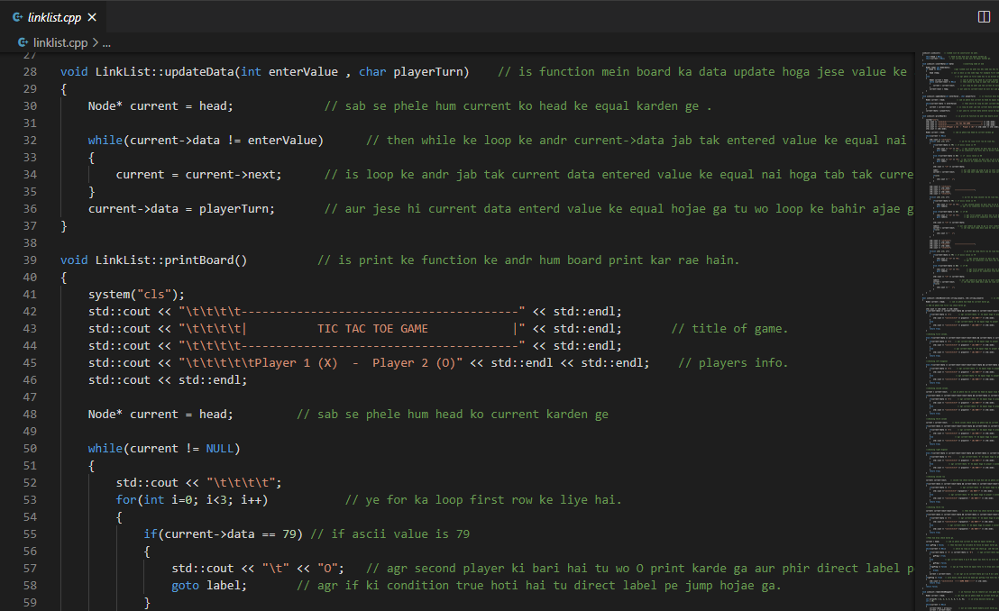 linklist.cpp
linklist.cpp > ...
27
28 void LinkList::updateData(int enterValue , char playerTurn) // is function mein board ka data update hoga jese value ke
29 {
30 Node* current = head; // sab se phele hum current ko head ke equal karden ge .
31
32 while(current->data != enterValue) // then while ke loop ke andr current->data jab tak entered value ke equal nai
33 {
34 current = current->next; // is loop ke andr jab tak current data entered value ke equal nai hoga tab tak curre
35 }
36 current->data = playerTurn; // aur jese hi current data enterd value ke equal hojae ga tu wo loop ke bahir ajae g
37 }
38
39 void LinkList::printBoard() // is print ke function ke andr hum board print kar rae hain.
40 {
41 system("cls");
42 std::cout << "\t\t\t\t----------------------------------------" << std::endl;
43 std::cout << "\t\t\t\t| TIC TAC TOE GAME |" << std::endl; // title of game.
44 std::cout << "\t\t\t\t----------------------------------------" << std::endl;
45 std::cout << "\t\t\t\t\tPlayer 1 (X) - Player 2 (O)" << std::endl << std::endl; // players info.
46 std::cout << std::endl;
47
48 Node* current = head; // sab se phele hum head ko current karden ge
49
50 while(current != NULL)
51 {
52 std::cout << "\t\t\t\t";
53 for(int i=0; i<3; i++) // ye for ka loop first row ke liye hai.
54 {
55 if(current->data == 79) // if ascii value is 79
56 {
57 std::cout << "\t" << "O"; // agr second player ki bari hai tu wo O print karde ga aur phir direct label p
58 goto label; // agr if ki condition true hoti hai tu direct label pe jump hojae ga.
59 }